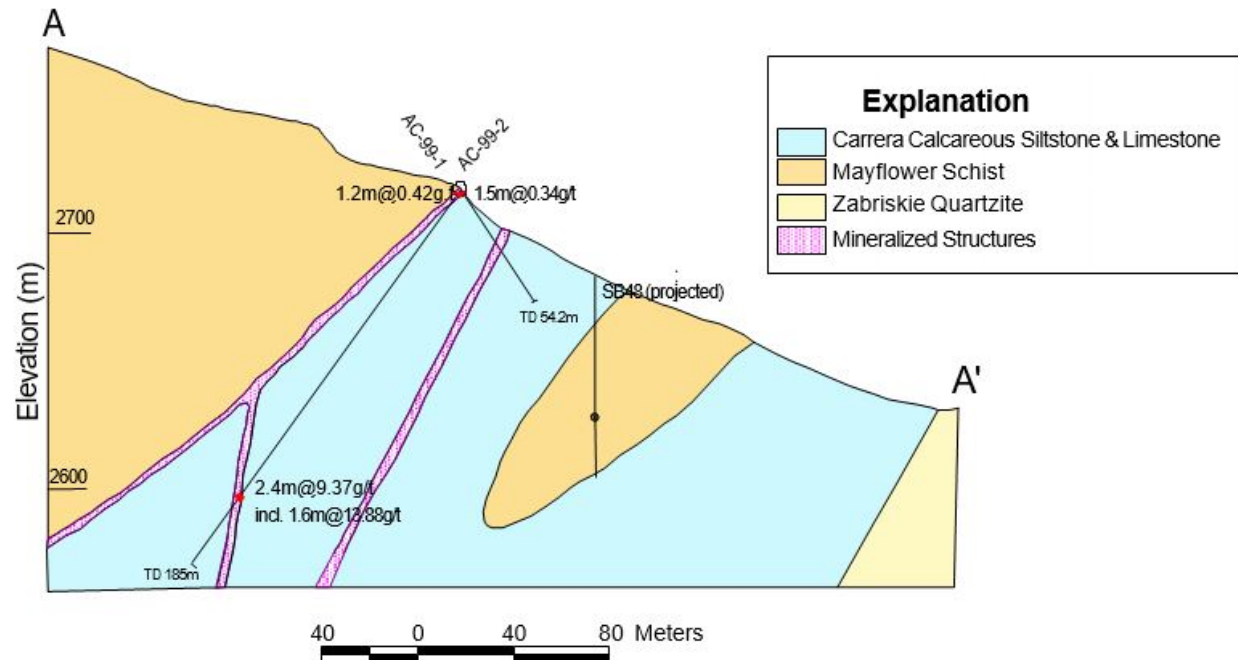 A
AC-99-1
AC-99-2
1.2m@0.42g/t
1.5m@0.34g/t
2700
SB48 (projected)
TD 54.2m
Elevation (m)
A'
2600
2.4m@9.37g/t
incl. 1.6m@13.88g/t
TD 185m
40 0 40 80 Meters
Explanation
Carrera Calcareous Siltstone & Limestone
Mayflower Schist
Zabriskie Quartzite
Mineralized Structures